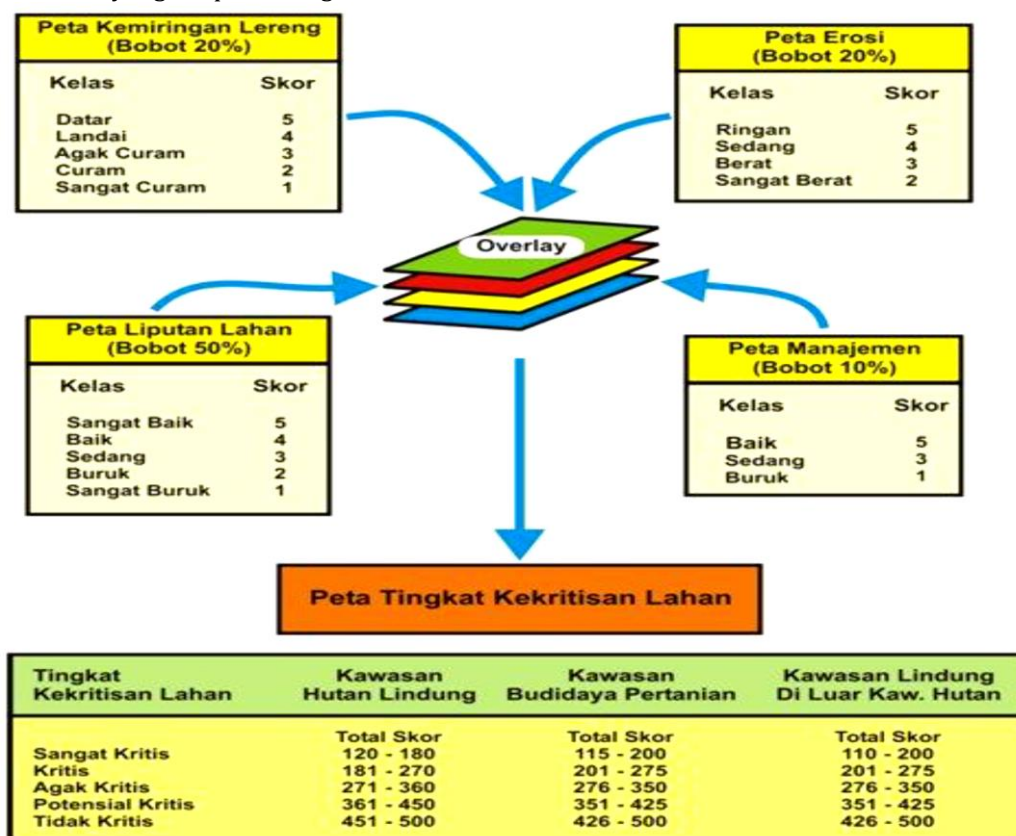 Peta Kemiringan Lereng
(Bobot 20%)
Kelas Skor
Datar 5
Landai 4
Agak Curam 3
Curam 2
Sangat Curam 1
Peta Erosi
(Bobot 20%)
Kelas Skor
Ringan 5
Sedang 4
Berat 3
Sangat Berat 2
Overlay
Peta Liputan Lahan
(Bobot 50%)
Kelas Skor
Sangat Baik 5
Baik 4
Sedang 3
Buruk 2
Sangat Buruk 1
Peta Manajemen
(Bobot 10%)
Kelas Skor
Baik 5
Sedang 3
Buruk 1
Peta Tingkat Kekritisan Lahan
Tingkat Kawasan Kawasan Kawasan Lindung
Kekritisan Lahan Hutan Lindung Budidaya Pertanian Di Luar Kaw. Hutan
Total Skor Total Skor Total Skor
Sangat Kritis 120 - 180 115 - 200 110 - 200
Kritis 181 - 270 201 - 275 201 - 275
Agak Kritis 271 - 360 276 - 350 276 - 350
Potensial Kritis 361 - 450 351 - 425 351 - 425
Tidak Kritis 451 - 500 426 - 500 426 - 500